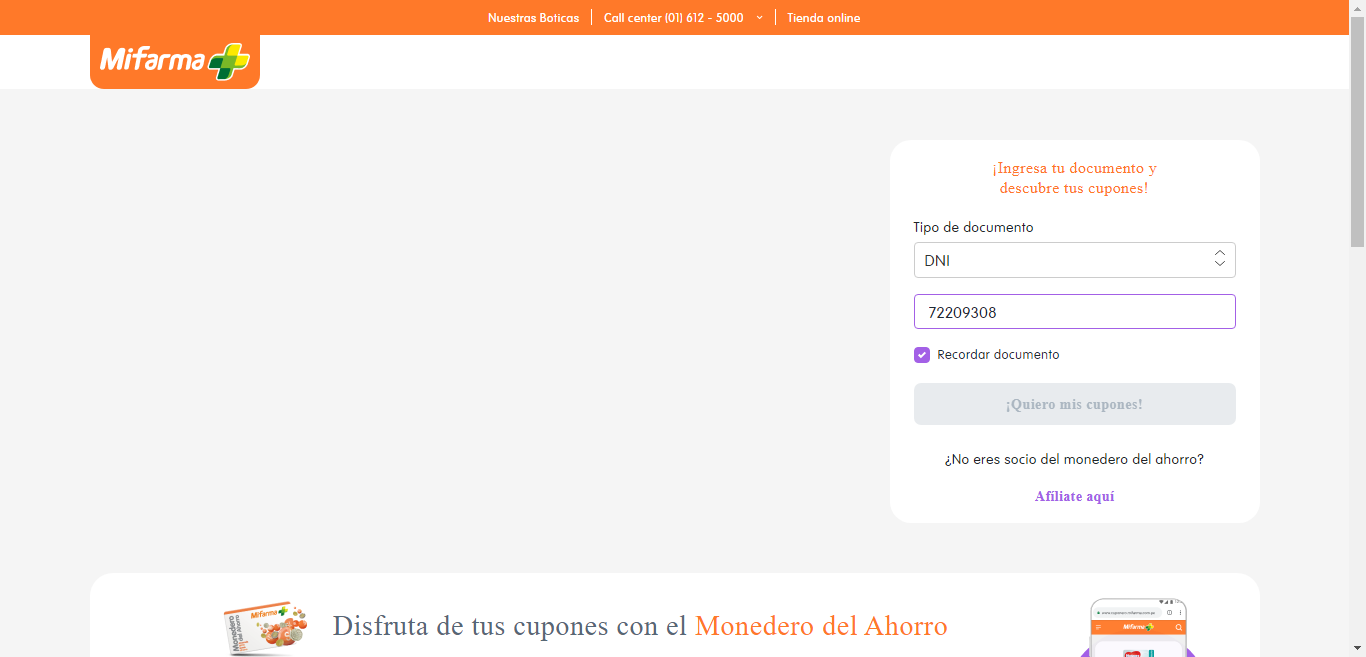 Nuestras Boticas
Call center (01) 612 - 5000
Tienda online
Mifarma
¡Ingresa tu documento y
descubre tus cupones!
Tipo de documento
DNI
72209308
Recordar documento
¡Quiero mis cupones!
¿No eres socio del monedero del ahorro?
Afíliate aquí
Mifarma
Monedero
del Ahorro
Disfruta de tus cupones con el Monedero del Ahorro
Mifarma